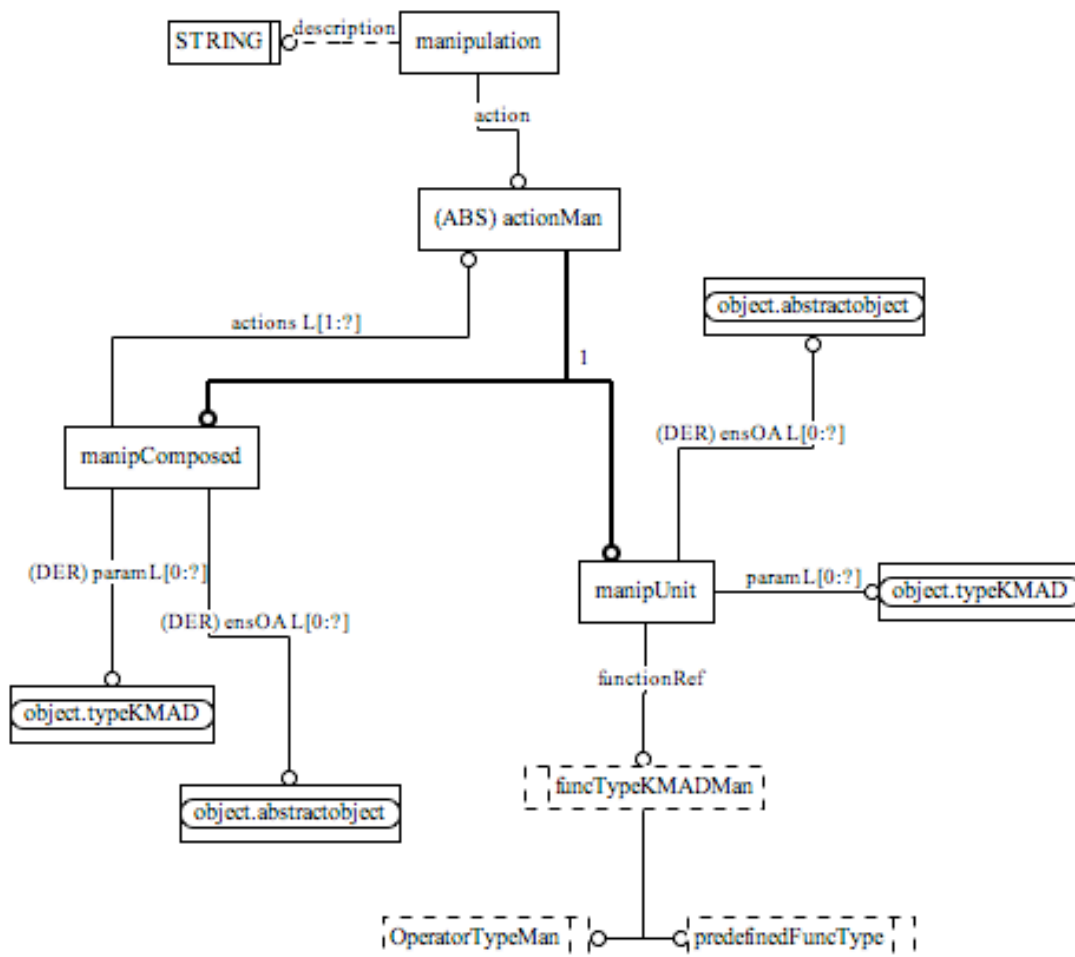 STRING
description
manipulation
action
(ABS) actionMan
object.abstractobject
actions L[1:?]
1
(DER) ensOA L[0:?]
manipComposed
(DER) param L[0:?]
(DER) ensOA L[0:?]
manipUnit
param L[0:?]
object.typeKMAD
functionRef
object.typeKMAD
funcTypeKMADMan
object.abstractobject
OperatorTypeMan
predefinedFuncType